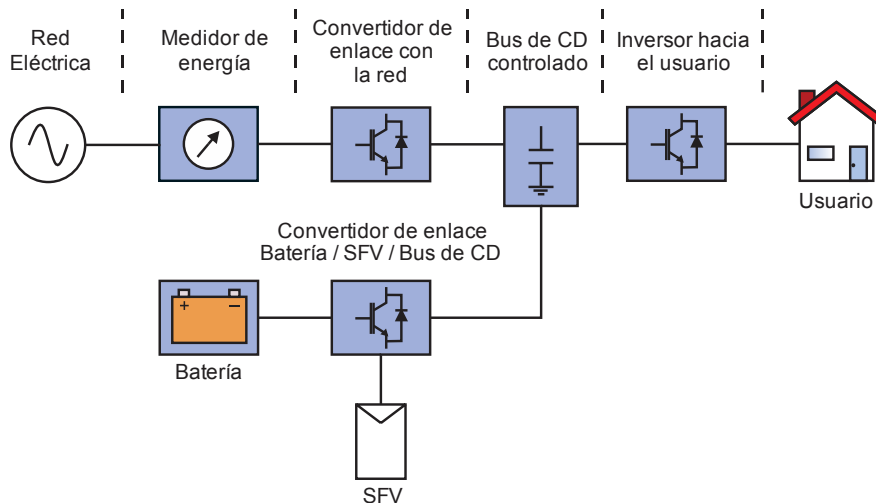 Red
Eléctrica
Medidor de
energía
Convertidor de
enlace con
la red
Bus de CD
controlado
Inversor hacia
el usuario
Usuario
Convertidor de enlace
Batería / SFV / Bus de CD
+ −
Batería
SFV